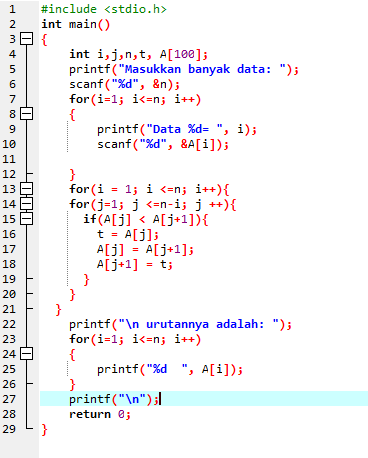 1 #include <stdio.h>
2 int main()
3 {
4 int i,j,n,t, A[100];
5 printf("Masukkan banyak data: ");
6 scanf("%d", &n);
7 for(i=1; i<=n; i++)
8 {
9 printf("Data %d= ", i);
10 scanf("%d", &A[i]);
11
12 }
13 for(i = 1; i <=n; i++){
14 for(j=1; j <=n-i; j ++){
15 if(A[j] < A[j+1]){
16 t = A[j];
17 A[j] = A[j+1];
18 A[j+1] = t;
19 }
20 }
21 }
22 printf("\n urutannya adalah: ");
23 for(i=1; i<=n; i++)
24 {
25 printf("%d  ", A[i]);
26 }
27 printf("\n");
28 return 0;
29 }